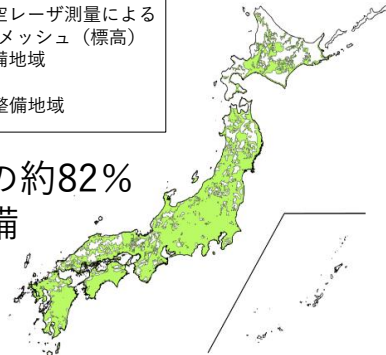 空レーザ測量による
メッシュ（標高）
備地域
整備地域
の約82%
備